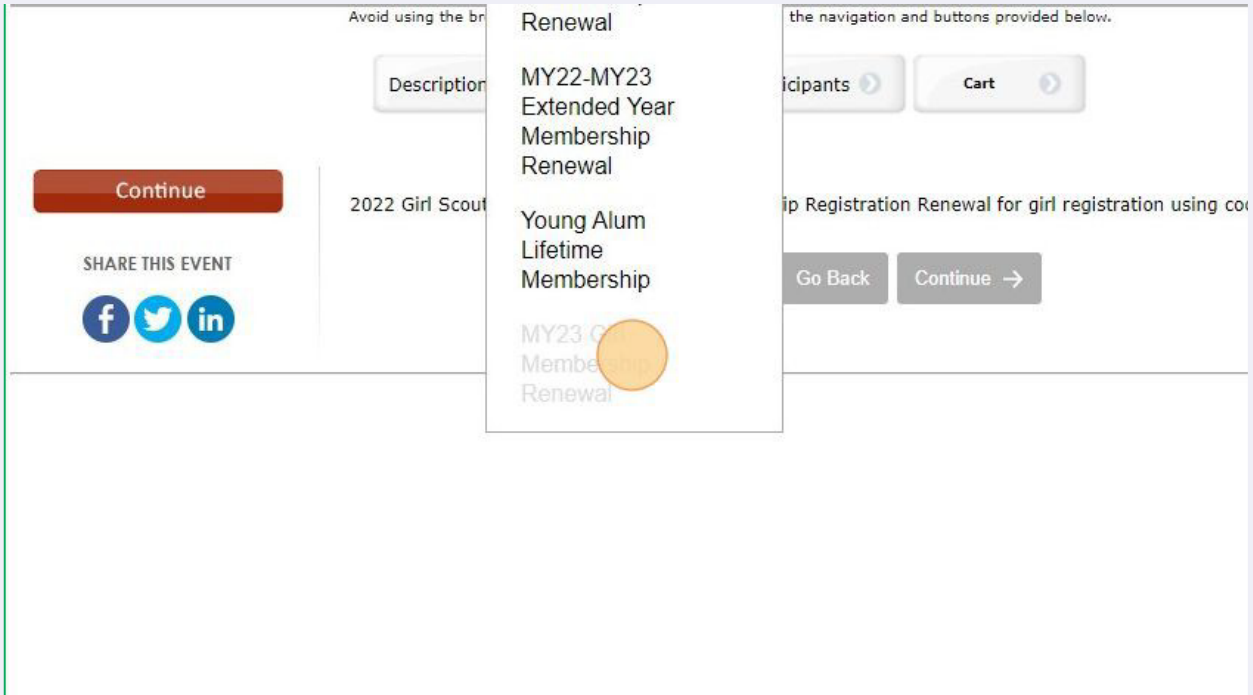 Avoid using the br
the navigation and buttons provided below.
Renewal
Description
icipants
Cart
MY22-MY23
Extended Year
Membership
Renewal
Continue
2022 Girl Scout
ip Registration Renewal for girl registration using co
Young Alum
Lifetime
Membership
SHARE THIS EVENT
Go Back
Continue →
f
in
MY23
Membership
Renewal